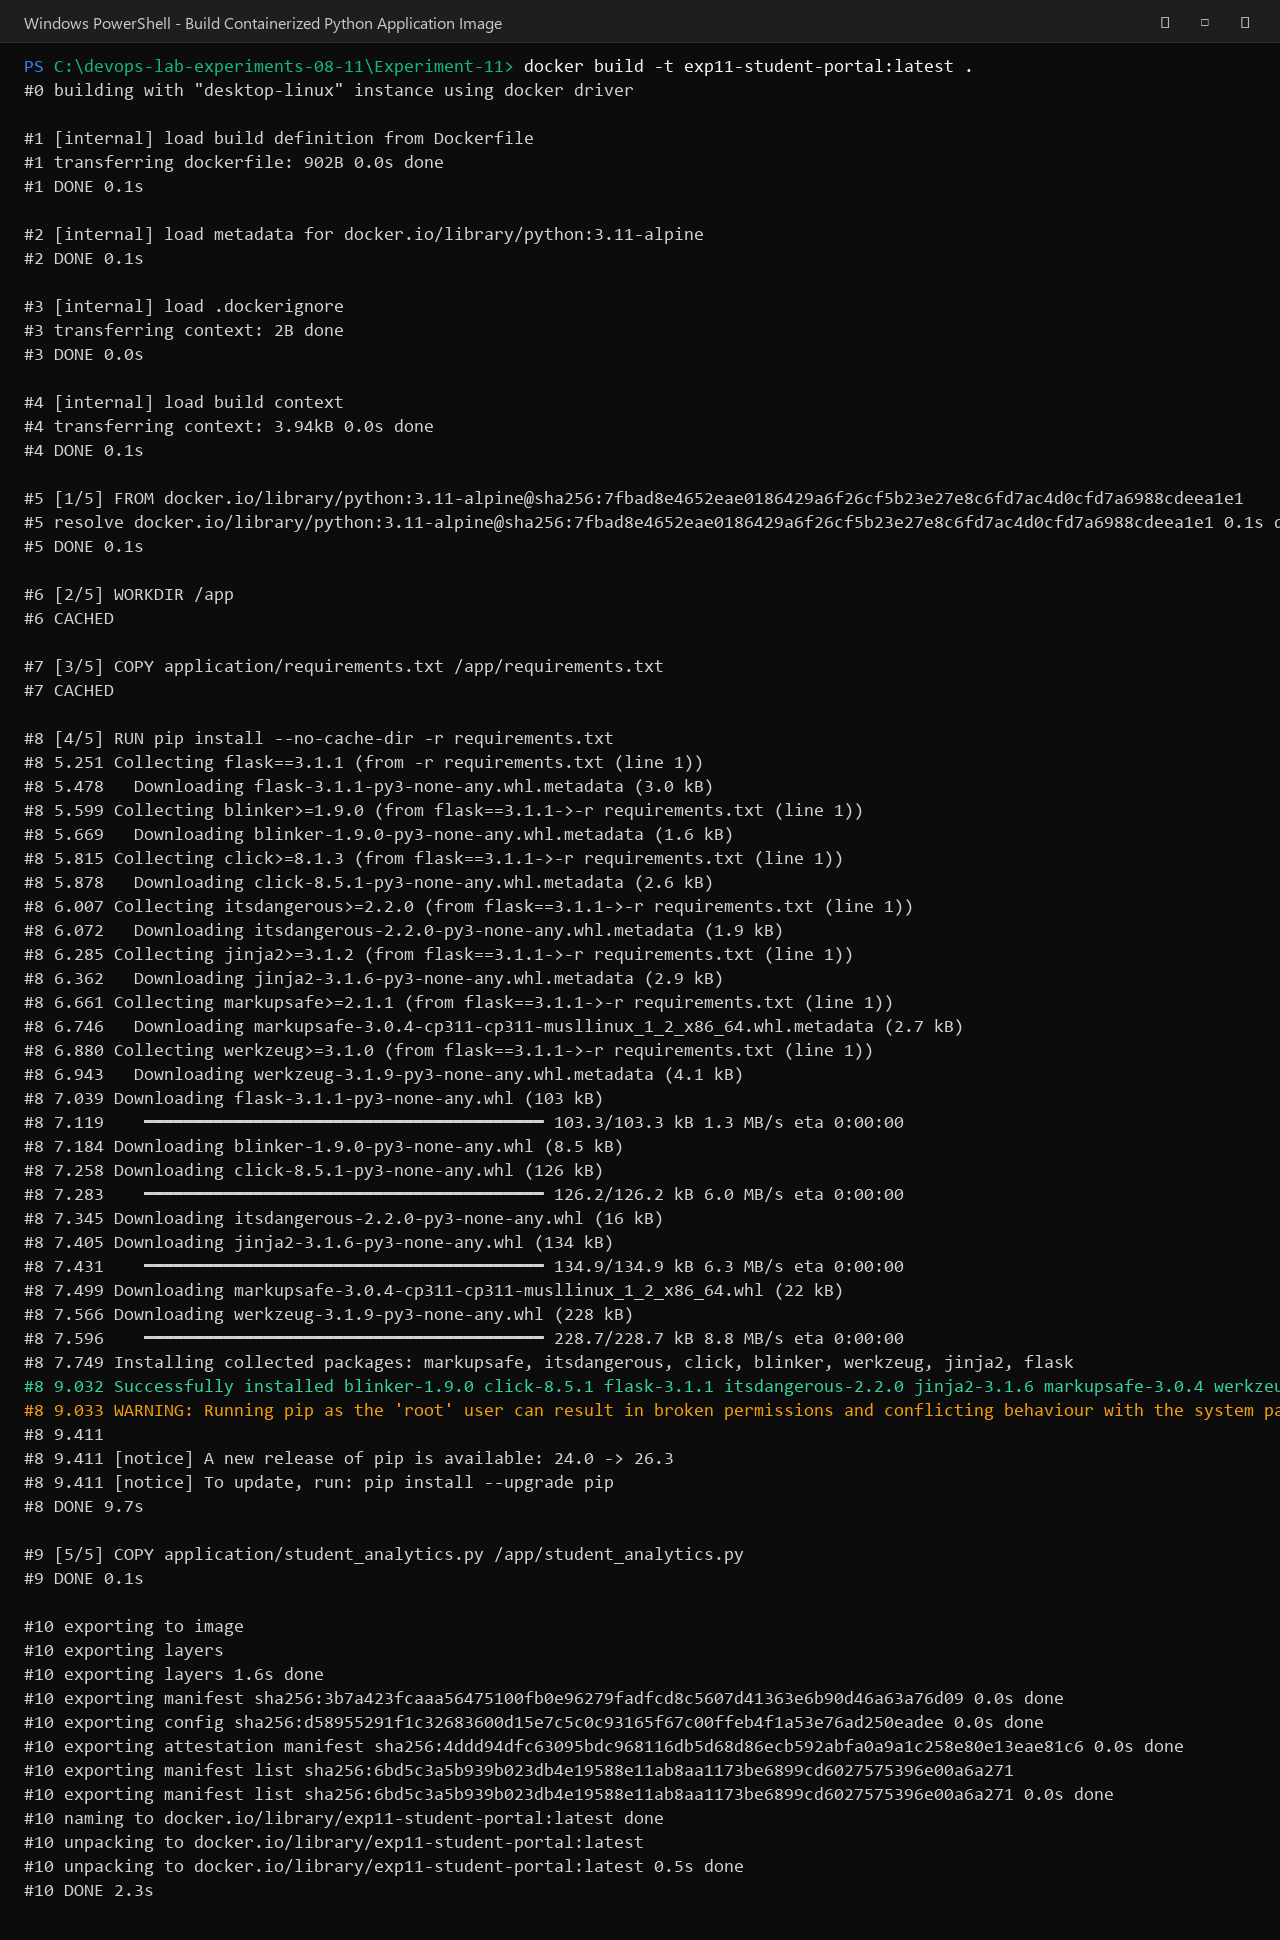 Windows PowerShell - Build Containerized Python Application Image
PS C:\devops-lab-experiments-08-11\Experiment-11> docker build -t exp11-student-portal:latest .
#0 building with "desktop-linux" instance using docker driver
#1 [internal] load build definition from Dockerfile
#1 transferring dockerfile: 902B 0.0s done
#1 DONE 0.1s
#2 [internal] load metadata for docker.io/library/python:3.11-alpine
#2 DONE 0.1s
#3 [internal] load .dockerignore
#3 transferring context: 2B done
#3 DONE 0.0s
#4 [internal] load build context
#4 transferring context: 3.94kB 0.0s done
#4 DONE 0.1s
#5 [1/5] FROM docker.io/library/python:3.11-alpine@sha256:7fbad8e4652eae0186429a6f26cf5b23e27e8c6fd7ac4d0cfd7a6988cdeea1e1
#5 resolve docker.io/library/python:3.11-alpine@sha256:7fbad8e4652eae0186429a6f26cf5b23e27e8c6fd7ac4d0cfd7a6988cdeea1e1 0.1s
#5 DONE 0.1s
#6 [2/5] WORKDIR /app
#6 CACHED
#7 [3/5] COPY application/requirements.txt /app/requirements.txt
#7 CACHED
#8 [4/5] RUN pip install --no-cache-dir -r requirements.txt
#8 5.251 Collecting flask==3.1.1 (from -r requirements.txt (line 1))
#8 5.478   Downloading flask-3.1.1-py3-none-any.whl.metadata (3.0 kB)
#8 5.599 Collecting blinker>=1.9.0 (from flask==3.1.1->-r requirements.txt (line 1))
#8 5.669   Downloading blinker-1.9.0-py3-none-any.whl.metadata (1.6 kB)
#8 5.815 Collecting click>=8.1.3 (from flask==3.1.1->-r requirements.txt (line 1))
#8 5.878   Downloading click-8.5.1-py3-none-any.whl.metadata (2.6 kB)
#8 6.007 Collecting itsdangerous>=2.2.0 (from flask==3.1.1->-r requirements.txt (line 1))
#8 6.072   Downloading itsdangerous-2.2.0-py3-none-any.whl.metadata (1.9 kB)
#8 6.285 Collecting jinja2>=3.1.2 (from flask==3.1.1->-r requirements.txt (line 1))
#8 6.362   Downloading jinja2-3.1.6-py3-none-any.whl.metadata (2.9 kB)
#8 6.661 Collecting markupsafe>=2.1.1 (from flask==3.1.1->-r requirements.txt (line 1))
#8 6.746   Downloading markupsafe-3.0.4-cp311-cp311-musllinux_1_2_x86_64.whl.metadata (2.7 kB)
#8 6.880 Collecting werkzeug>=3.1.0 (from flask==3.1.1->-r requirements.txt (line 1))
#8 6.943   Downloading werkzeug-3.1.9-py3-none-any.whl.metadata (4.1 kB)
#8 7.039 Downloading flask-3.1.1-py3-none-any.whl (103 kB)
#8 7.119    ━━━━━━━━━━━━━━━━━━━━━━━━━━━━━━━━━━━━━━━━ 103.3/103.3 kB 1.3 MB/s eta 0:00:00
#8 7.184 Downloading blinker-1.9.0-py3-none-any.whl (8.5 kB)
#8 7.258 Downloading click-8.5.1-py3-none-any.whl (126 kB)
#8 7.283    ━━━━━━━━━━━━━━━━━━━━━━━━━━━━━━━━━━━━━━━━ 126.2/126.2 kB 6.0 MB/s eta 0:00:00
#8 7.345 Downloading itsdangerous-2.2.0-py3-none-any.whl (16 kB)
#8 7.405 Downloading jinja2-3.1.6-py3-none-any.whl (134 kB)
#8 7.431    ━━━━━━━━━━━━━━━━━━━━━━━━━━━━━━━━━━━━━━━━ 134.9/134.9 kB 6.3 MB/s eta 0:00:00
#8 7.499 Downloading markupsafe-3.0.4-cp311-cp311-musllinux_1_2_x86_64.whl (22 kB)
#8 7.566 Downloading werkzeug-3.1.9-py3-none-any.whl (228 kB)
#8 7.596    ━━━━━━━━━━━━━━━━━━━━━━━━━━━━━━━━━━━━━━━━ 228.7/228.7 kB 8.8 MB/s eta 0:00:00
#8 7.749 Installing collected packages: markupsafe, itsdangerous, click, blinker, werkzeug, jinja2, flask
#8 9.032 Successfully installed blinker-1.9.0 click-8.5.1 flask-3.1.1 itsdangerous-2.2.0 jinja2-3.1.6 markupsafe-3.0.4
#8 9.033 WARNING: Running pip as the 'root' user can result in broken permissions and conflicting behaviour with the system
#8 9.411
#8 9.411 [notice] A new release of pip is available: 24.0 -> 26.3
#8 9.411 [notice] To update, run: pip install --upgrade pip
#8 DONE 9.7s
#9 [5/5] COPY application/student_analytics.py /app/student_analytics.py
#9 DONE 0.1s
#10 exporting to image
#10 exporting layers
#10 exporting layers 1.6s done
#10 exporting manifest sha256:3b7a423fcaaa56475100fb0e96279fadfcd8c5607d41363e6b90d46a63a76d09 0.0s done
#10 exporting config sha256:d58955291f1c32683600d15e7c5c0c93165f67c00ffeb4f1a53e76ad250eadee 0.0s done
#10 exporting attestation manifest sha256:4ddd94dfc63095bdc968116db5d68d86ecb592abfa0a9a1c258e80e13eae81c6 0.0s done
#10 exporting manifest list sha256:6bd5c3a5b939b023db4e19588e11ab8aa1173be6899cd6027575396e00a6a271
#10 exporting manifest list sha256:6bd5c3a5b939b023db4e19588e11ab8aa1173be6899cd6027575396e00a6a271 0.0s done
#10 naming to docker.io/library/exp11-student-portal:latest done
#10 unpacking to docker.io/library/exp11-student-portal:latest
#10 unpacking to docker.io/library/exp11-student-portal:latest 0.5s done
#10 DONE 2.3s